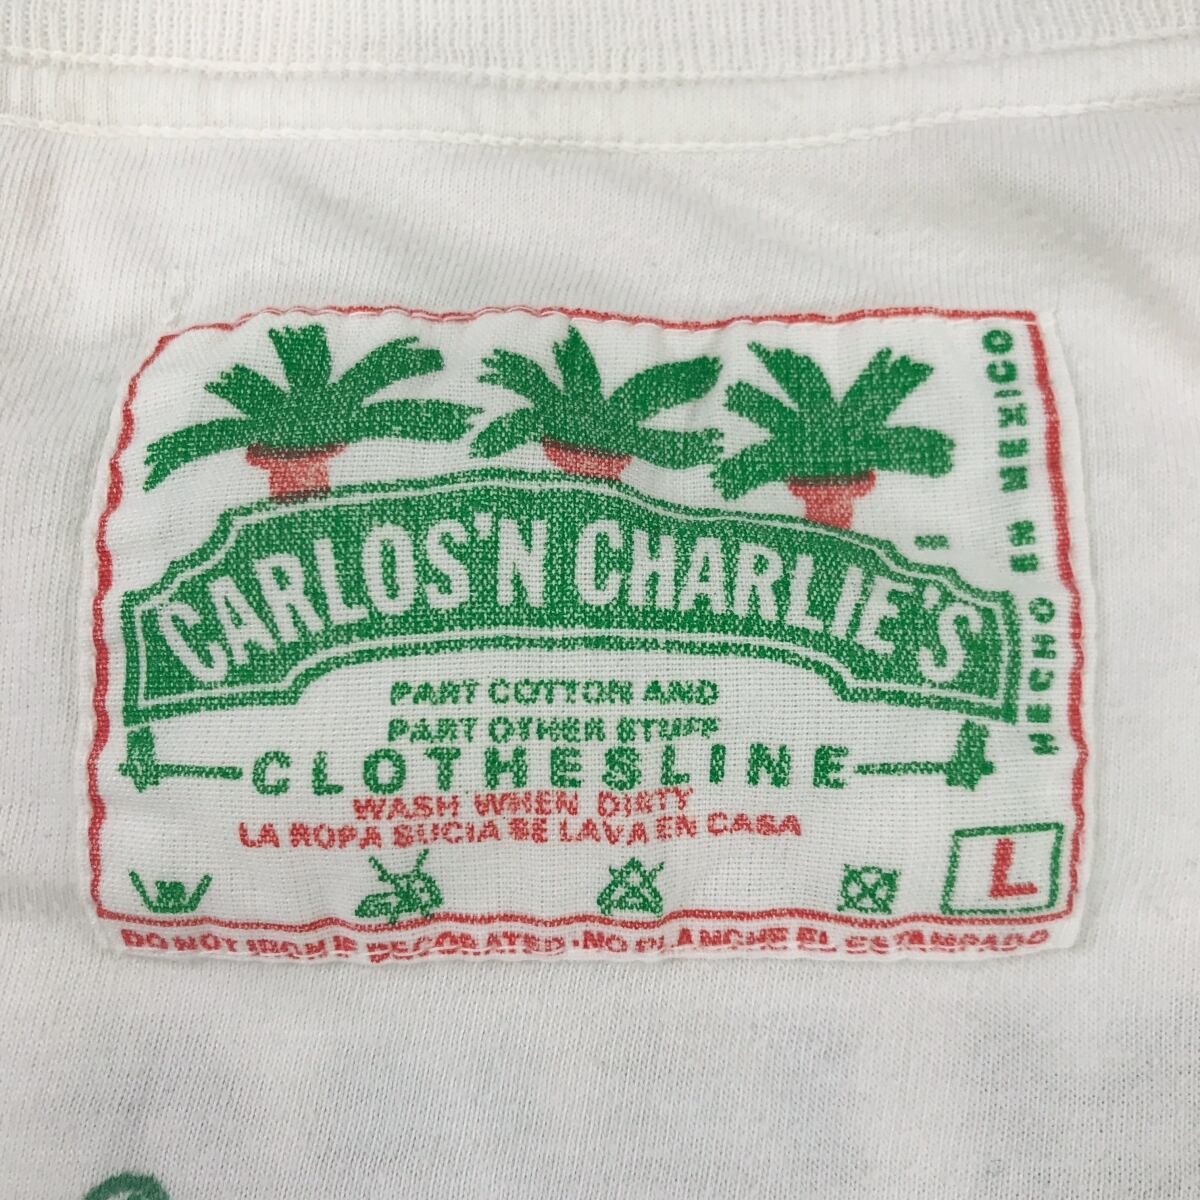 CARLOS'N CHARLIE'S
HECHO EN MEXICO
PART COTTON AND
PART OTHER STUFF
CLOTHESLINE
WASH WHEN DIRTY
LA ROPA SUCIA SE LAVA EN CASA
L
DO NOT IRON IF DECORATED · NO PLANCHE EL ESTAMPADO